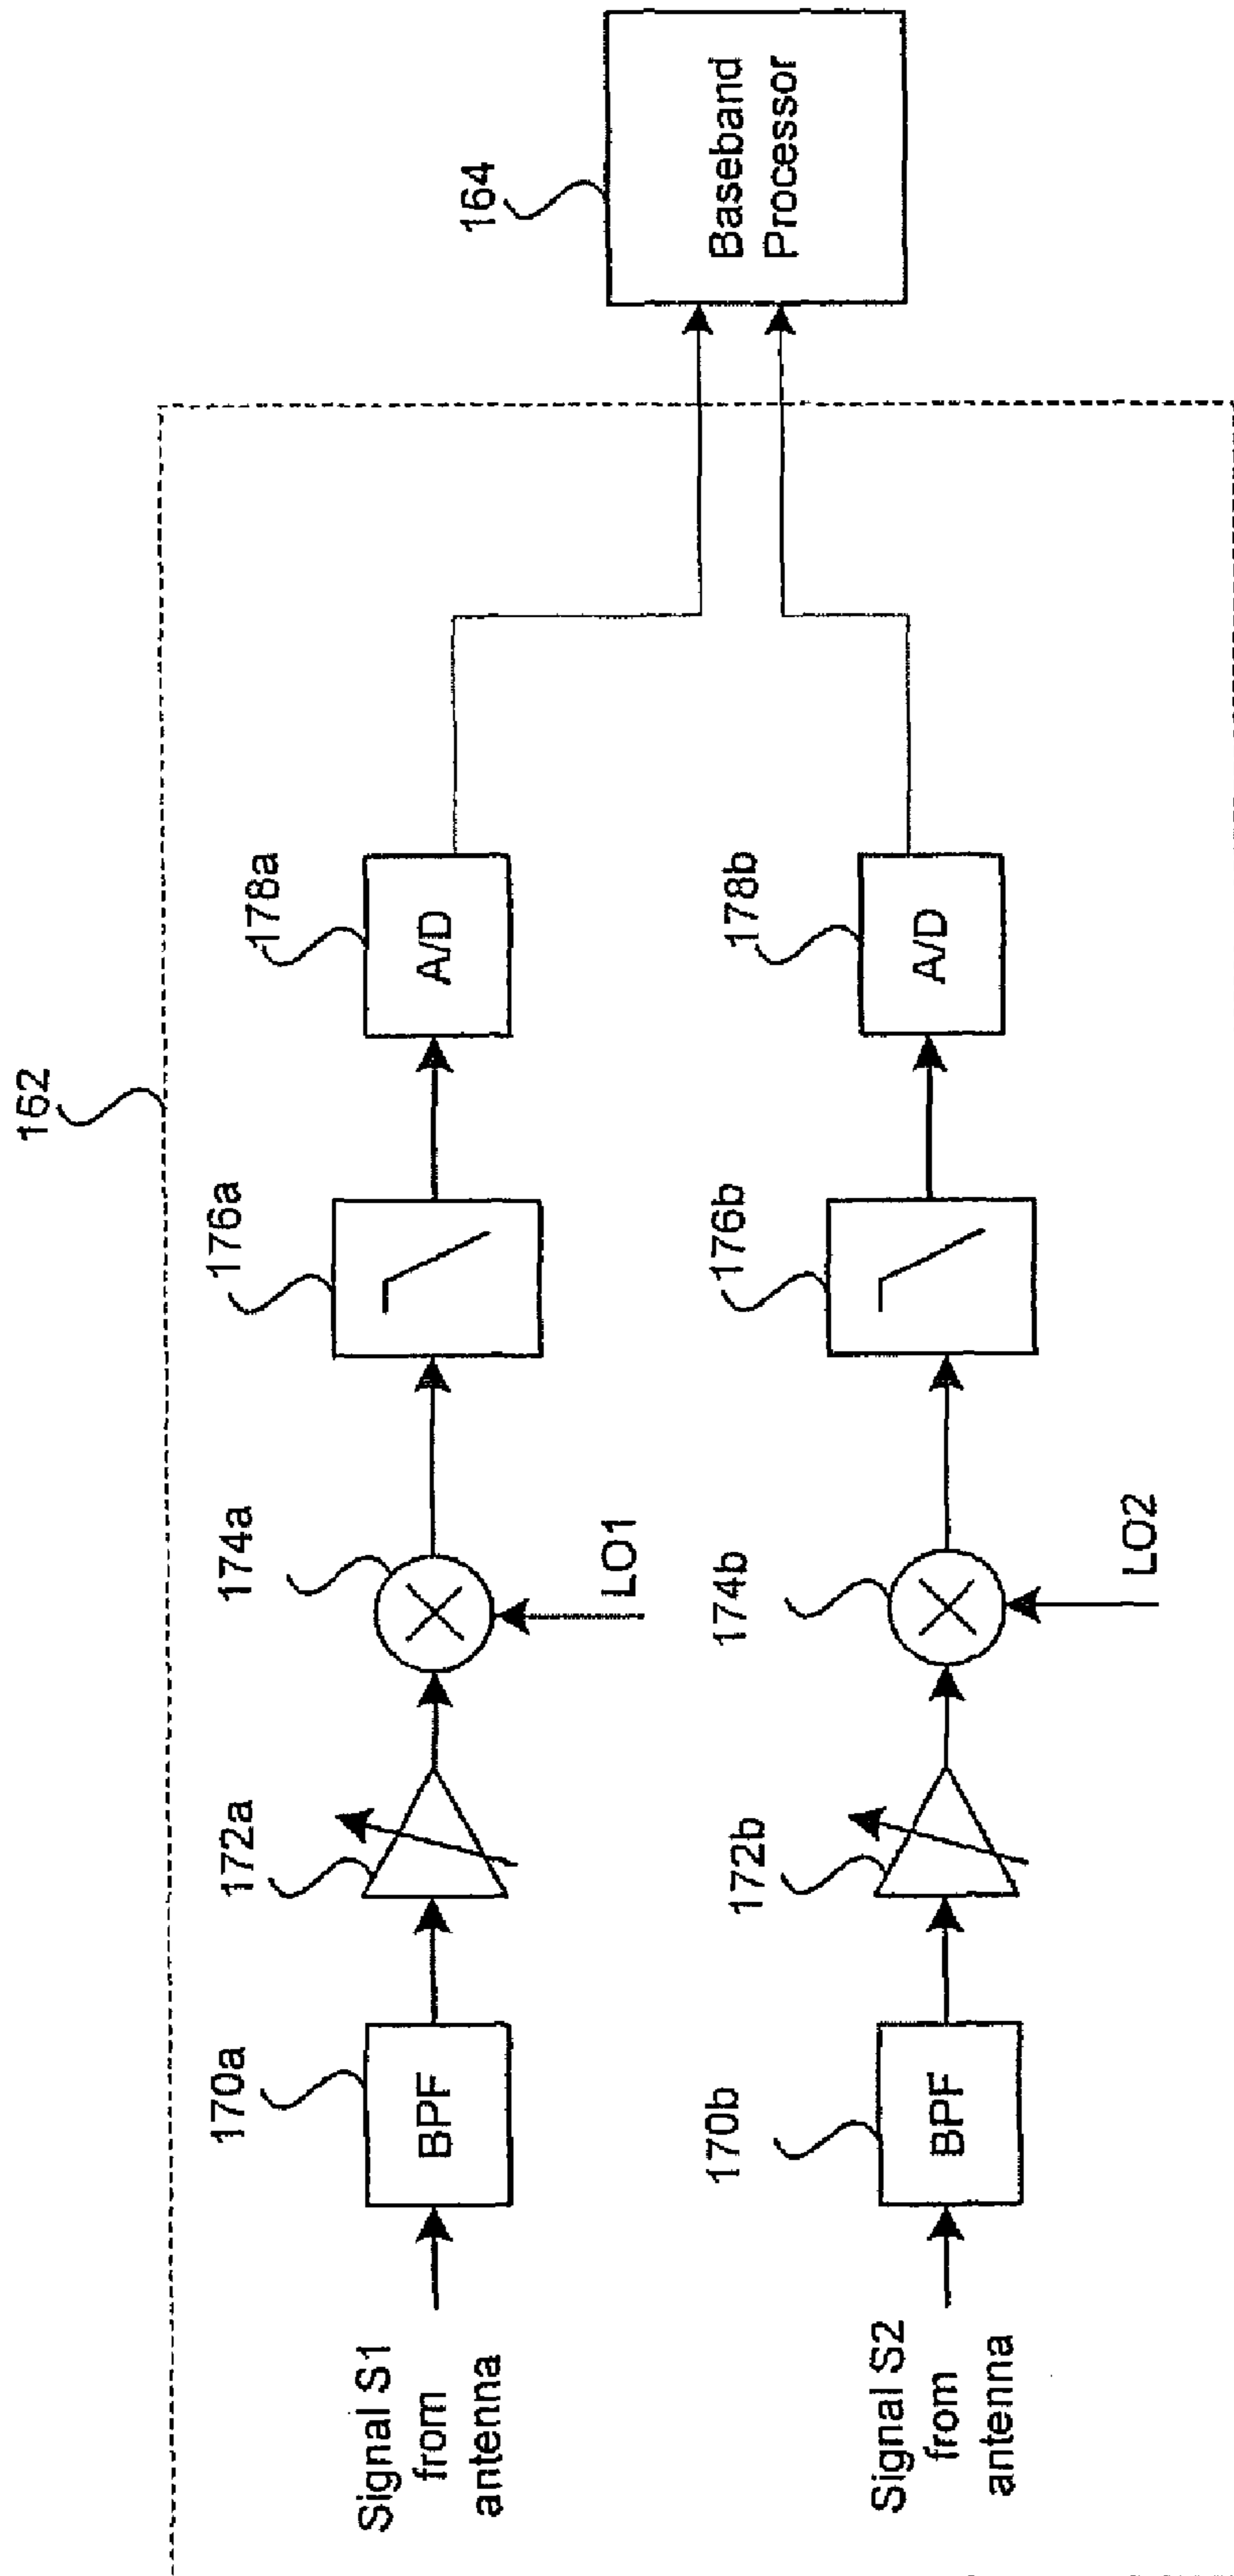 162
164
Baseband
Processor
170a
172a
174a
176a
178a
Signal S1
from
antenna
BPF
A/D
LO1
170b
172b
174b
176b
178b
Signal S2
from
antenna
BPF
A/D
LO2